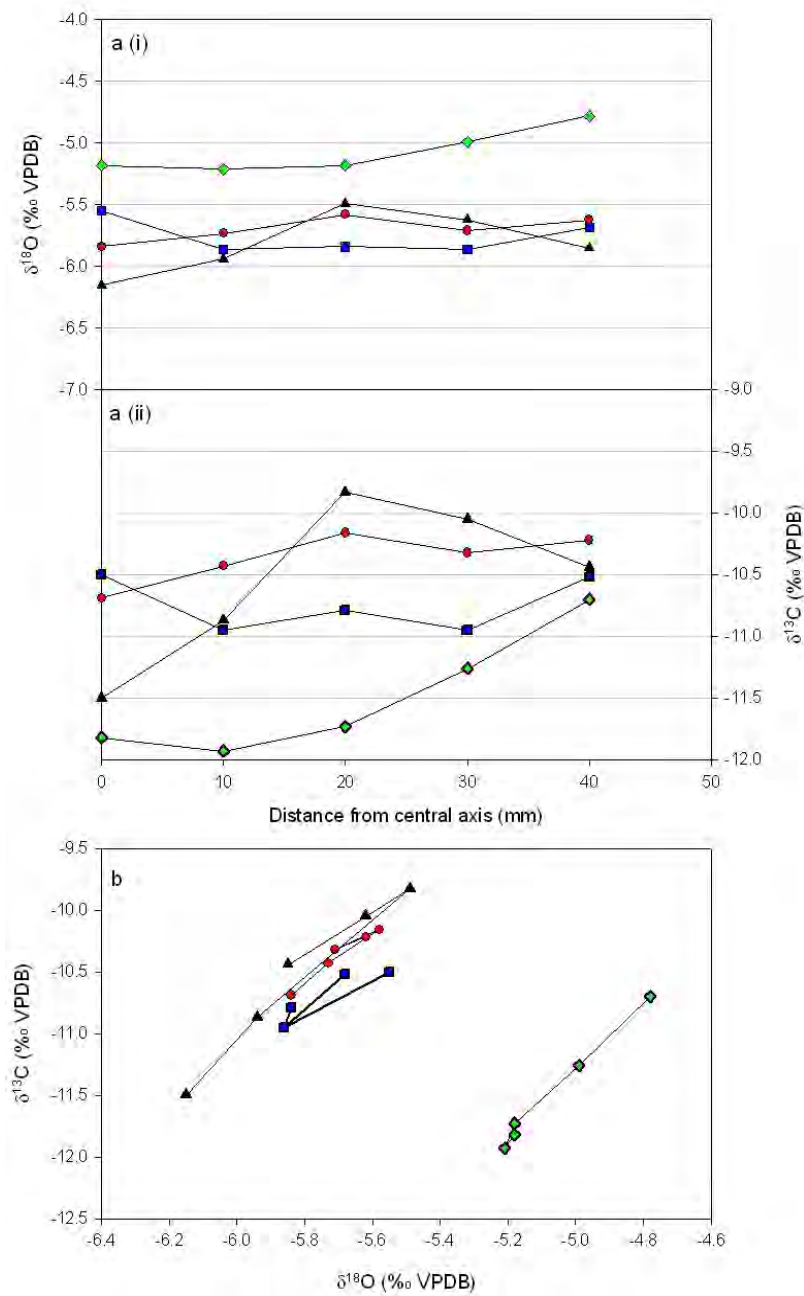 a (i)
-4.0
-4.5
-5.0
-5.5
-6.0
-6.5
-7.0
δ18O (‰ VPDB)
a (ii)
-9.0
-9.5
-10.0
-10.5
-11.0
-11.5
-12.0
δ13C (‰ VPDB)
0 10 20 30 40 50
Distance from central axis (mm)
b
-9.5
-10.0
-10.5
-11.0
-11.5
-12.0
-12.5
δ13C (‰ VPDB)
-6.4 -6.2 -6.0 -5.8 -5.6 -5.4 -5.2 -5.0 -4.8 -4.6
δ18O (‰ VPDB)